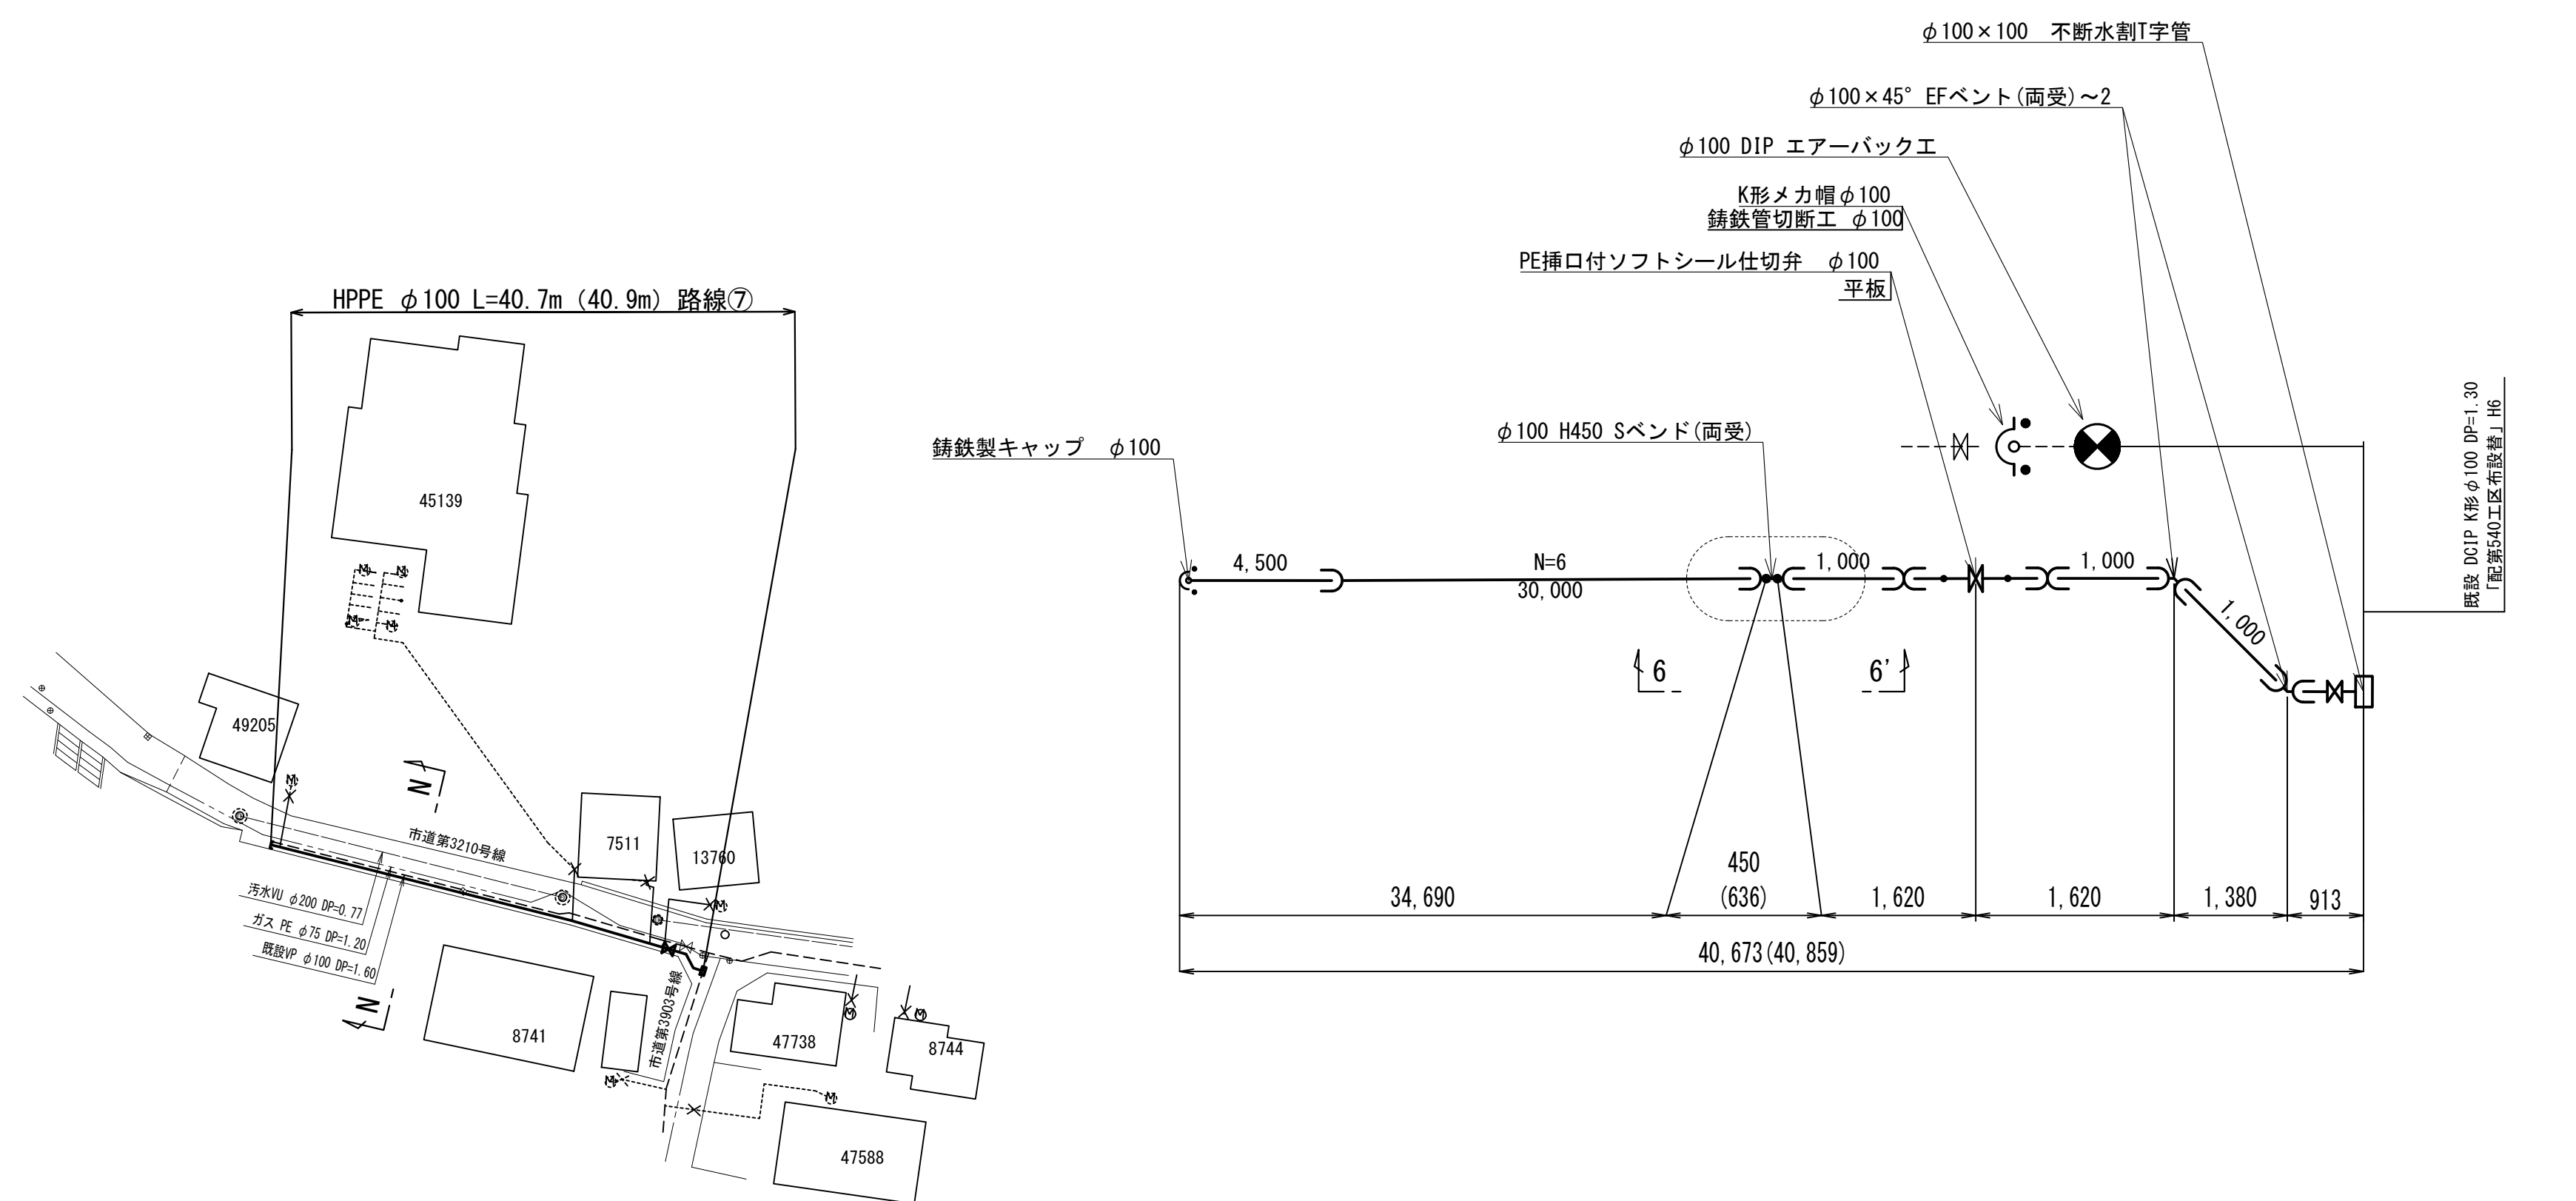 HPPE φ100 L=40.7m (40.9m) 路線⑦
45139
49205
7511
13760
市道第3210号線
汚水VU φ200 DP=0.77
ガス PE φ75 DP=1.20
既設VP φ100 DP=1.60
N
N
8741
市道第3903号線
47738
8744
47588
M
M
M
M
M
M
M
M
M
M
φ100×100 不断水割T字管
φ100×45° EFベント(両受)～2
φ100 DIP エアーバック工
K形メカ帽φ100
鋳鉄管切断工 φ100
PE挿口付ソフトシール仕切弁 φ100
平板
φ100 H450 Sベンド(両受)
鋳鉄製キャップ φ100
既設 DCIP K形φ100 DP=1.30
「配第540工区布設替」H6
4,500
N=6
30,000
1,000
1,000
1,000
6
6'
34,690
450
(636)
1,620
1,620
1,380
913
40,673(40,859)